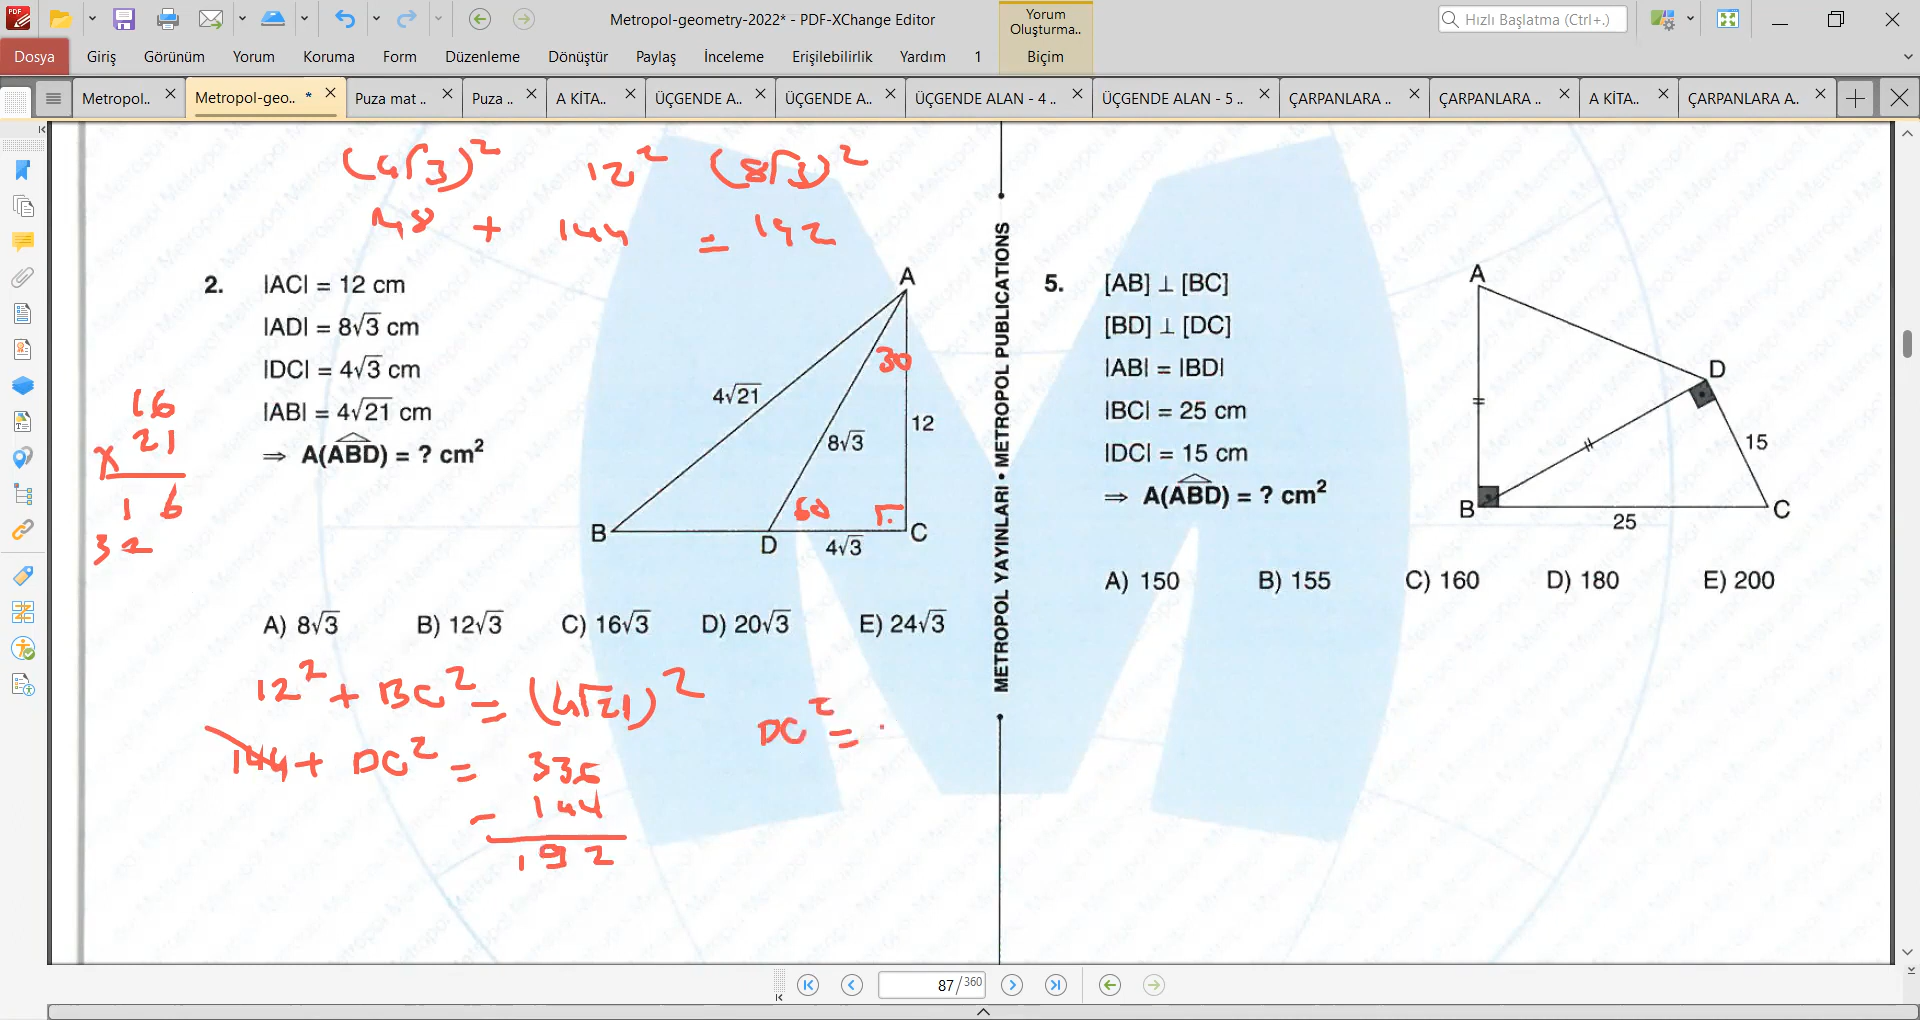 Metropol-geometry-2022* - PDF-XChange Editor
Yorum
Oluşturma..
Hızlı Başlatma (Ctrl+.)
Dosya Giriş Görünüm Yorum Koruma Form Düzenleme Dönüştür Paylaş İnceleme Erişilebilirlik Yardım 1 Biçim
Metropol.. Metropol-geo.. * Puza mat .. Puza .. A KİTA.. ÜÇGENDE A.. ÜÇGENDE A.. ÜÇGENDE ALAN - 4 .. ÜÇGENDE ALAN - 5 .. ÇARPANLARA .. ÇARPANLARA .. A KİTA.. ÇARPANLARA A..
(4√3)² 12² (8√3)²
48 + 144 = 192
2. |AC| = 12 cm
|AD| = 8√3 cm
|DC| = 4√3 cm
|AB| = 4√21 cm
⇒ A(ABD) = ? cm²
A
30
4√21
8√3
12
B
60
D
4√3
C
16
x 21
16
32
A) 8√3 B) 12√3 C) 16√3 D) 20√3 E) 24√3
12² + BC² = (4√21)²
144 + DC² = 336
- 144
192
DC² =
METROPOL YAYINLARI • METROPOL PUBLICATIONS
5. [AB] ⊥ [BC]
[BD] ⊥ [DC]
|AB| = |BD|
|BC| = 25 cm
|DC| = 15 cm
⇒ A(ABD) = ? cm²
A
D
15
B
25
C
A) 150 B) 155 C) 160 D) 180 E) 200
87 / 360